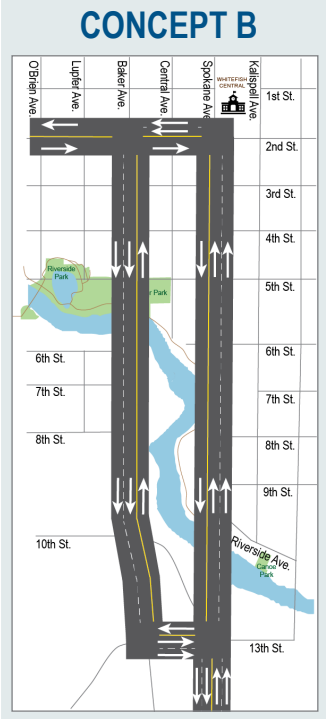 CONCEPT B
O'Brien Ave.
Lupfer Ave.
Baker Ave.
Central Ave.
Spokane Ave.
WHITEFISH
CENTRAL
Kalispell Ave.
1st St.
2nd St.
3rd St.
4th St.
Riverside
Park
5th St.
r Park
6th St.
6th St.
7th St.
7th St.
8th St.
8th St.
9th St.
10th St.
Riverside Ave.
Canoe
Park
13th St.